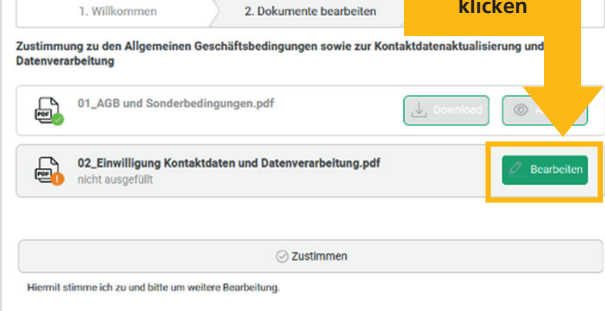 klicken
1. Willkommen
2. Dokumente bearbeiten
Zustimmung zu den Allgemeinen Geschäftsbedingungen sowie zur Kontaktdatenaktualisierung und
Datenverarbeitung
PDF
01_AGB und Sonderbedingungen.pdf
Download
PDF
02_Einwilligung Kontaktdaten und Datenverarbeitung.pdf
nicht ausgefüllt
Bearbeiten
Zustimmen
Hiermit stimme ich zu und bitte um weitere Bearbeitung.